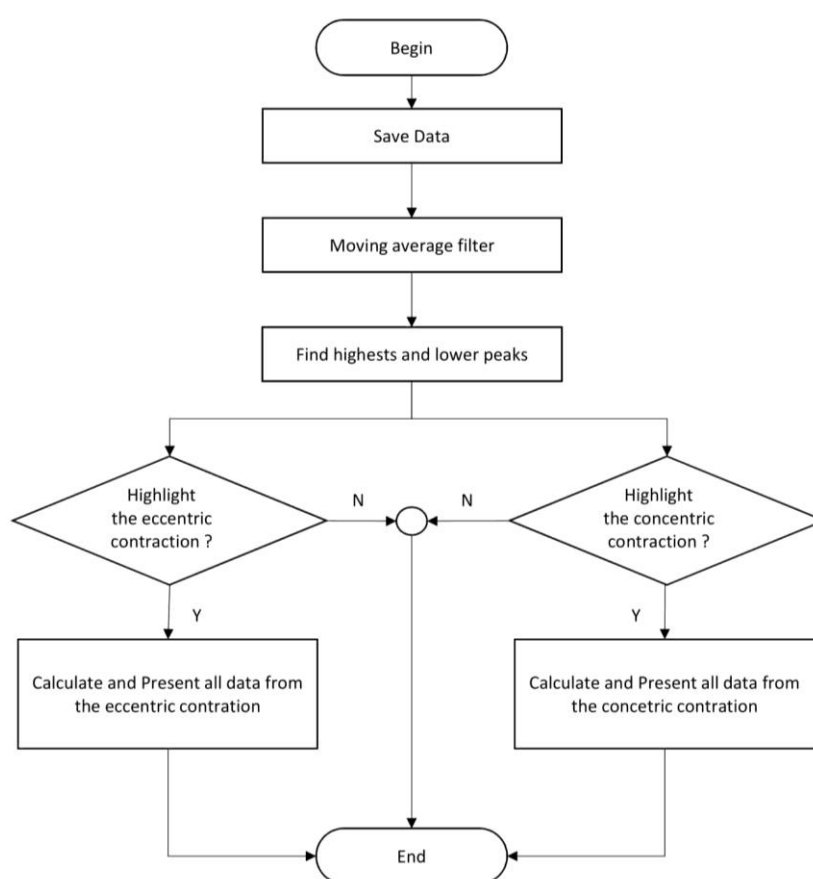 Begin
Save Data
Moving average filter
Find highests and lower peaks
Highlight
the eccentric
contraction ?
N
N
Highlight
the concentric
contraction ?
Y
Y
Calculate and Present all data from
the eccentric contration
Calculate and Present all data from
the concetric contration
End